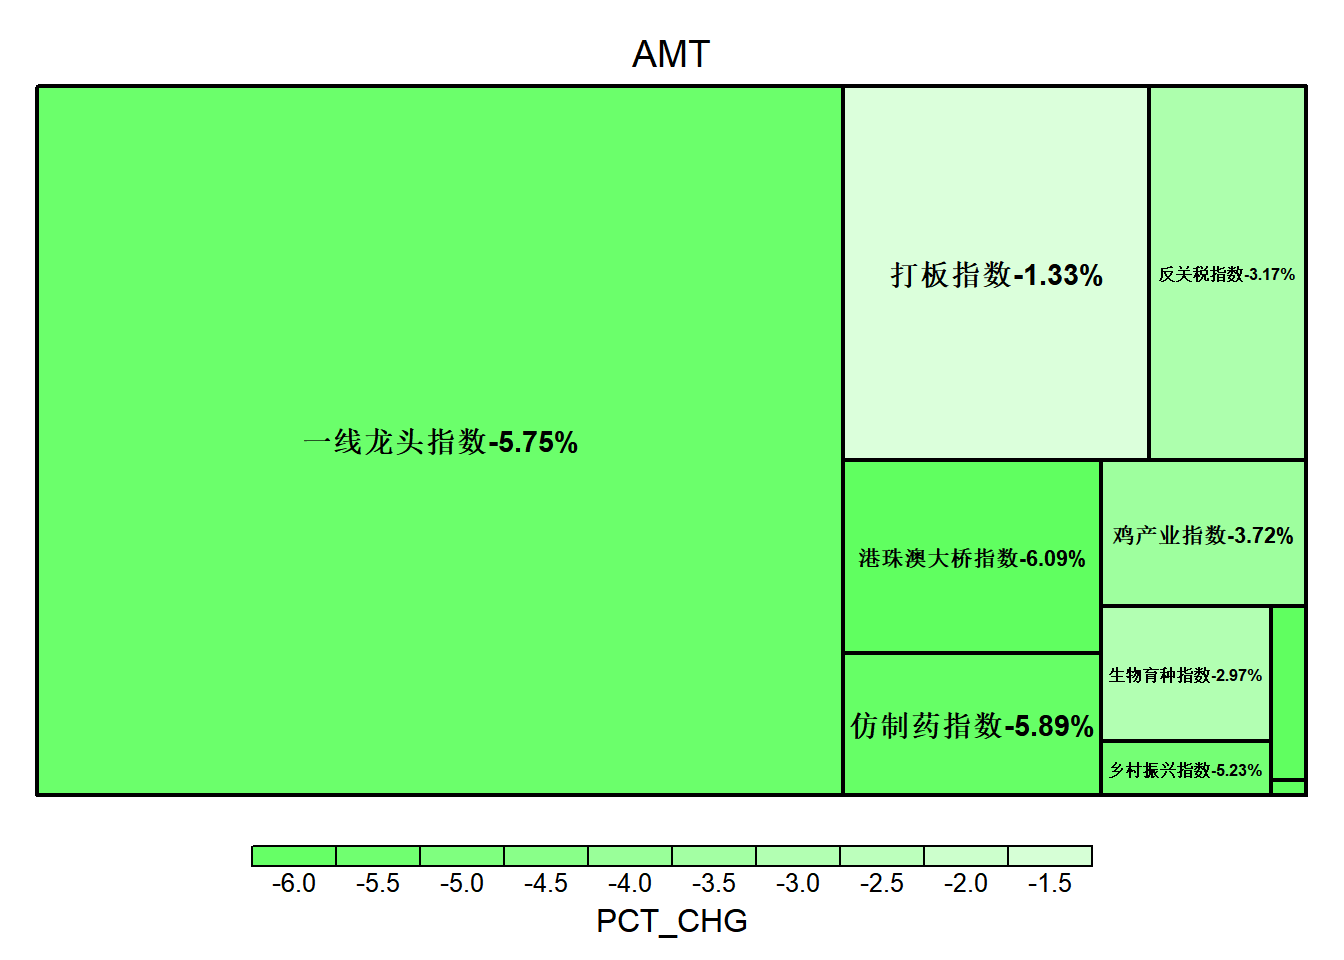 AMT
一线龙头指数-5.75%
打板指数-1.33%
反关税指数-3.17%
港珠澳大桥指数-6.09%
鸡产业指数-3.72%
仿制药指数-5.89%
生物育种指数-2.97%
乡村振兴指数-5.23%
-6.0 -5.5 -5.0 -4.5 -4.0 -3.5 -3.0 -2.5 -2.0 -1.5
PCT_CHG